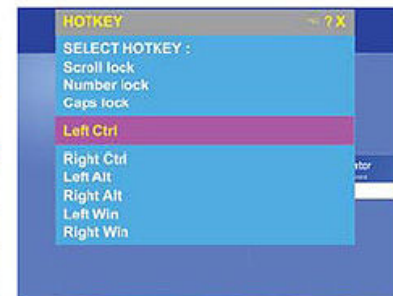 HOTKEY ? X
SELECT HOTKEY :
Scroll lock
Number lock
Caps lock
Left Ctrl
Right Ctrl
Left Alt
Right Alt
Left Win
Right Win